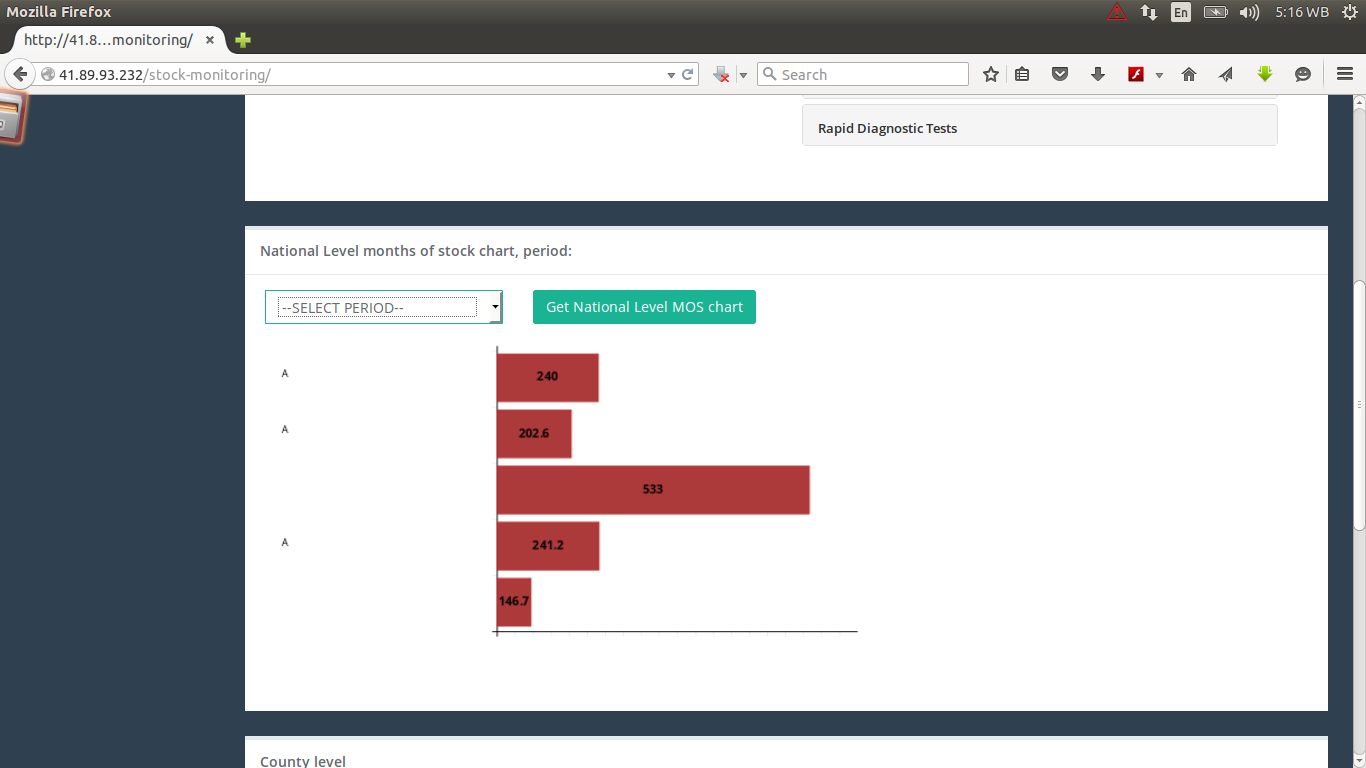 Mozilla Firefox
En
5:16 WB
http://41.8...monitoring/
41.89.93.232/stock-monitoring/
Search
Rapid Diagnostic Tests
National Level months of stock chart, period:
--SELECT PERIOD--
Get National Level MOS chart
A
240
A
202.6
533
A
241.2
146.7
County level